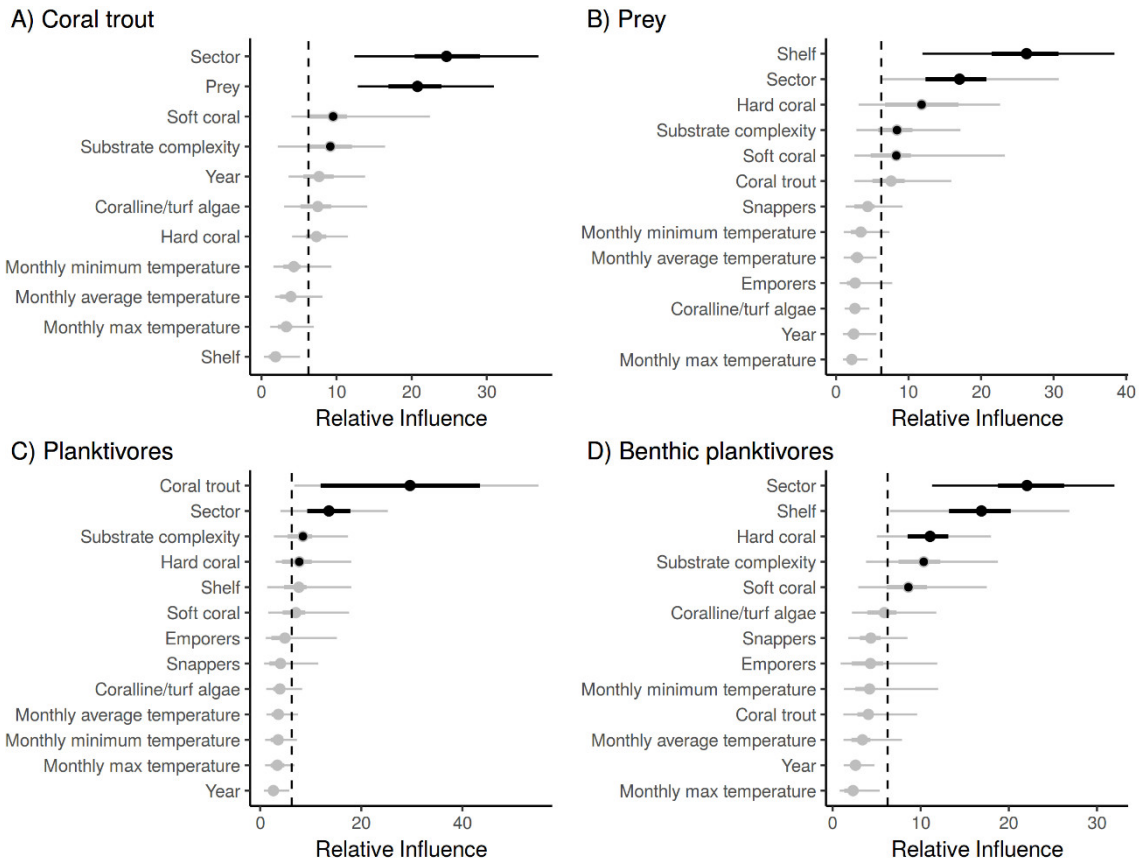 A) Coral trout
Sector
Prey
Soft coral
Substrate complexity
Year
Coralline/turf algae
Hard coral
Monthly minimum temperature
Monthly average temperature
Monthly max temperature
Shelf
0 10 20 30
Relative Influence
B) Prey
Shelf
Sector
Hard coral
Substrate complexity
Soft coral
Coral trout
Snappers
Monthly minimum temperature
Monthly average temperature
Emporers
Coralline/turf algae
Year
Monthly max temperature
0 10 20 30 40
Relative Influence
C) Planktivores
Coral trout
Sector
Substrate complexity
Hard coral
Shelf
Soft coral
Emporers
Snappers
Coralline/turf algae
Monthly average temperature
Monthly minimum temperature
Monthly max temperature
Year
0 20 40
Relative Influence
D) Benthic planktivores
Sector
Shelf
Hard coral
Substrate complexity
Soft coral
Coralline/turf algae
Snappers
Emporers
Monthly minimum temperature
Coral trout
Monthly average temperature
Year
Monthly max temperature
0 10 20 30
Relative Influence